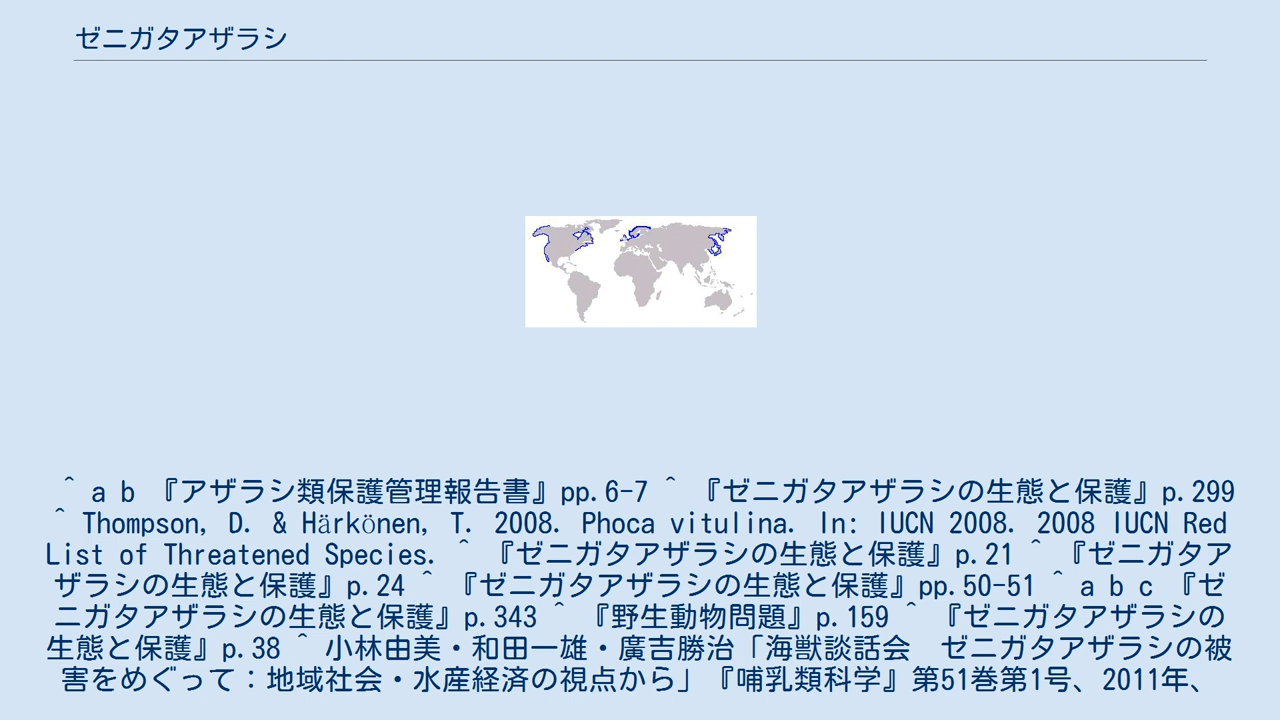 ゼニガタアザラシ
^ a b 『アザラシ類保護管理報告書』pp.6-7 ^ 『ゼニガタアザラシの生態と保護』p.299
^ Thompson, D. & Härkönen, T. 2008. Phoca vitulina. In: IUCN 2008. 2008 IUCN Red
List of Threatened Species. ^ 『ゼニガタアザラシの生態と保護』p.21 ^ 『ゼニガタア
ザラシの生態と保護』p.24 ^ 『ゼニガタアザラシの生態と保護』pp.50-51 ^ a b c 『ゼ
ニガタアザラシの生態と保護』p.343 ^ 『野生動物問題』p.159 ^ 『ゼニガタアザラシの
生態と保護』p.38 ^ 小林由美・和田一雄・廣吉勝治「海獣談話会　ゼニガタアザラシの被
害をめぐって：地域社会・水産経済の視点から」『哺乳類科学』第51巻第1号、2011年、